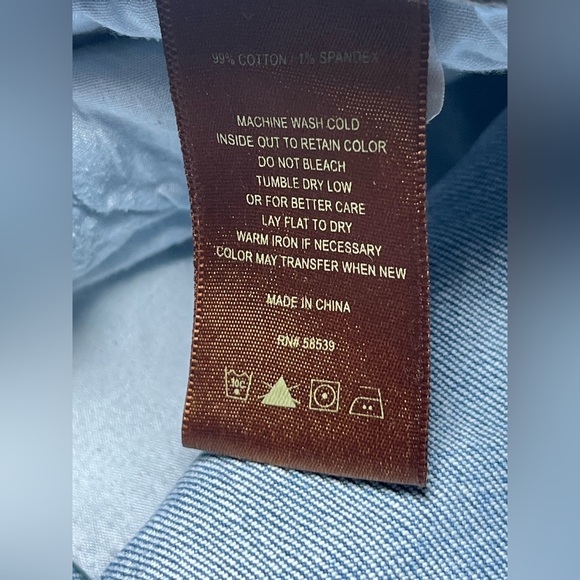 99% COTTON / 1% SPANDEX
MACHINE WASH COLD
INSIDE OUT TO RETAIN COLOR
DO NOT BLEACH
TUMBLE DRY LOW
OR FOR BETTER CARE
LAY FLAT TO DRY
WARM IRON IF NECESSARY
COLOR MAY TRANSFER WHEN NEW
MADE IN CHINA
RN# 58539
30C